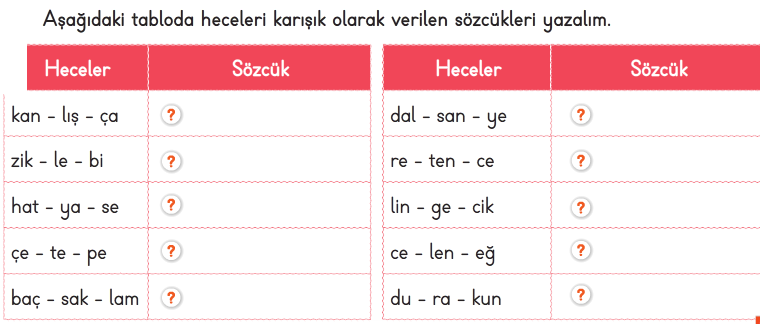 Aşağıdaki tabloda heceleri karışık olarak verilen sözcükleri yazalım.
Heceler Sözcük Heceler Sözcük
kan – lış – ça ? dal – san – ye ?
zik – le – bi ? re – ten – ce ?
hat – ya – se ? lin – ge – cik ?
çe – te – pe ? ce – len – eğ ?
baç – sak – lam ? du – ra – kun ?